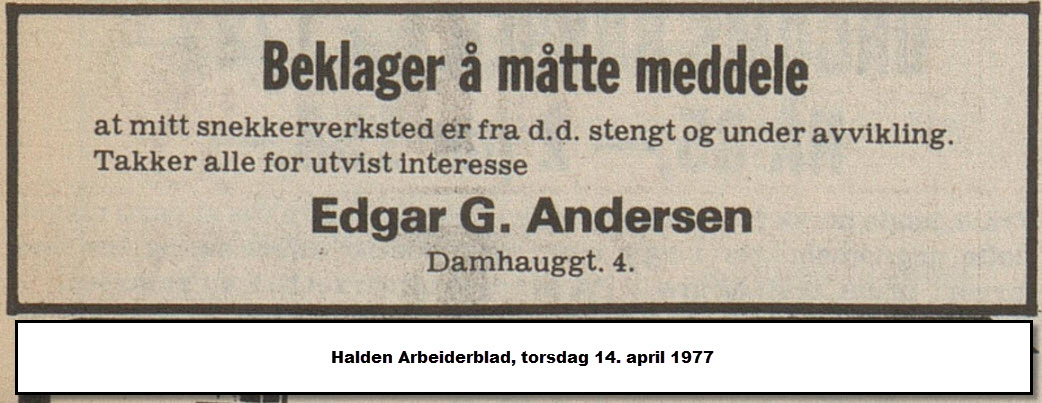 Beklager å måtte meddele
at mitt snekkerverksted er fra d.d. stengt og under avvikling.
Takker alle for utvist interesse
Edgar G. Andersen
Damhauggt. 4.
Halden Arbeiderblad, torsdag 14. april 1977